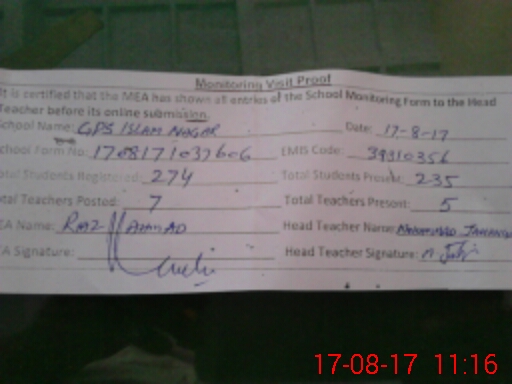 Monitoring Visit Proof
It is certified that the MEA has shown all entries of the School Monitoring Form to the Head
Teacher before its online submission.
School Name: GPS ISLAM NAGAR Date: 17-8-17
School Form No: EMIS Code: 39310356
Total Students Registered: 274 Total Students Present: 235
Total Teachers Posted: 7 Total Teachers Present: 5
MEA Name: Head Teacher Name: 
MEA Signature: Head Teacher Signature:
17-08-17 11:16